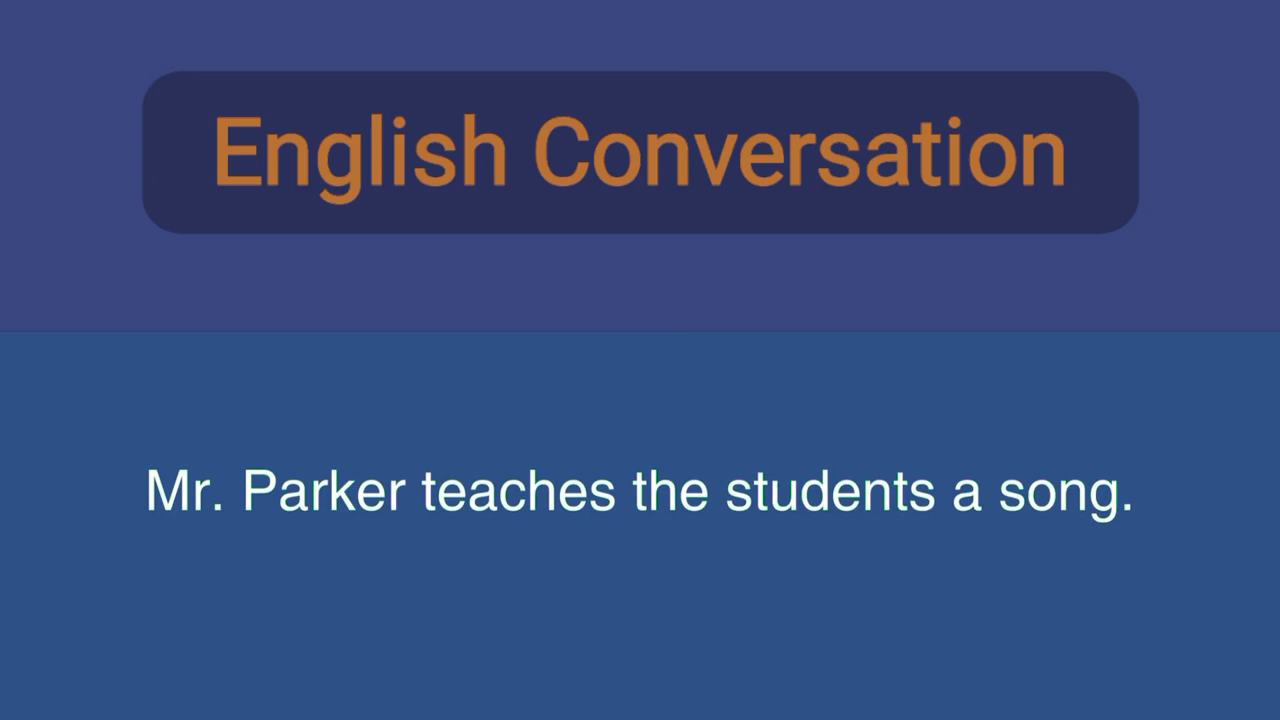 English Conversation
Mr. Parker teaches the students a song.